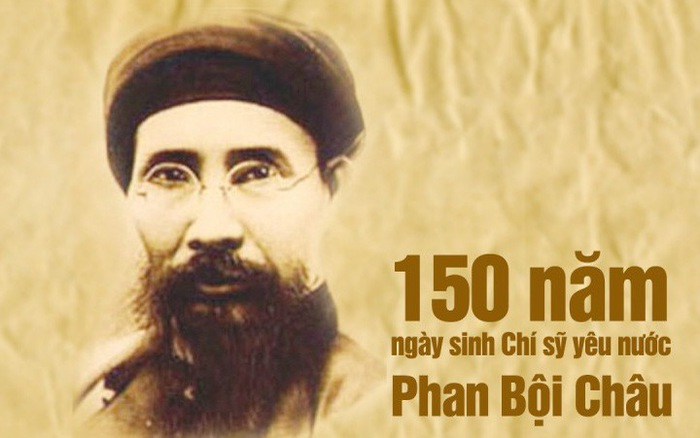 150 năm
ngày sinh Chí sỹ yêu nước
Phan Bội Châu